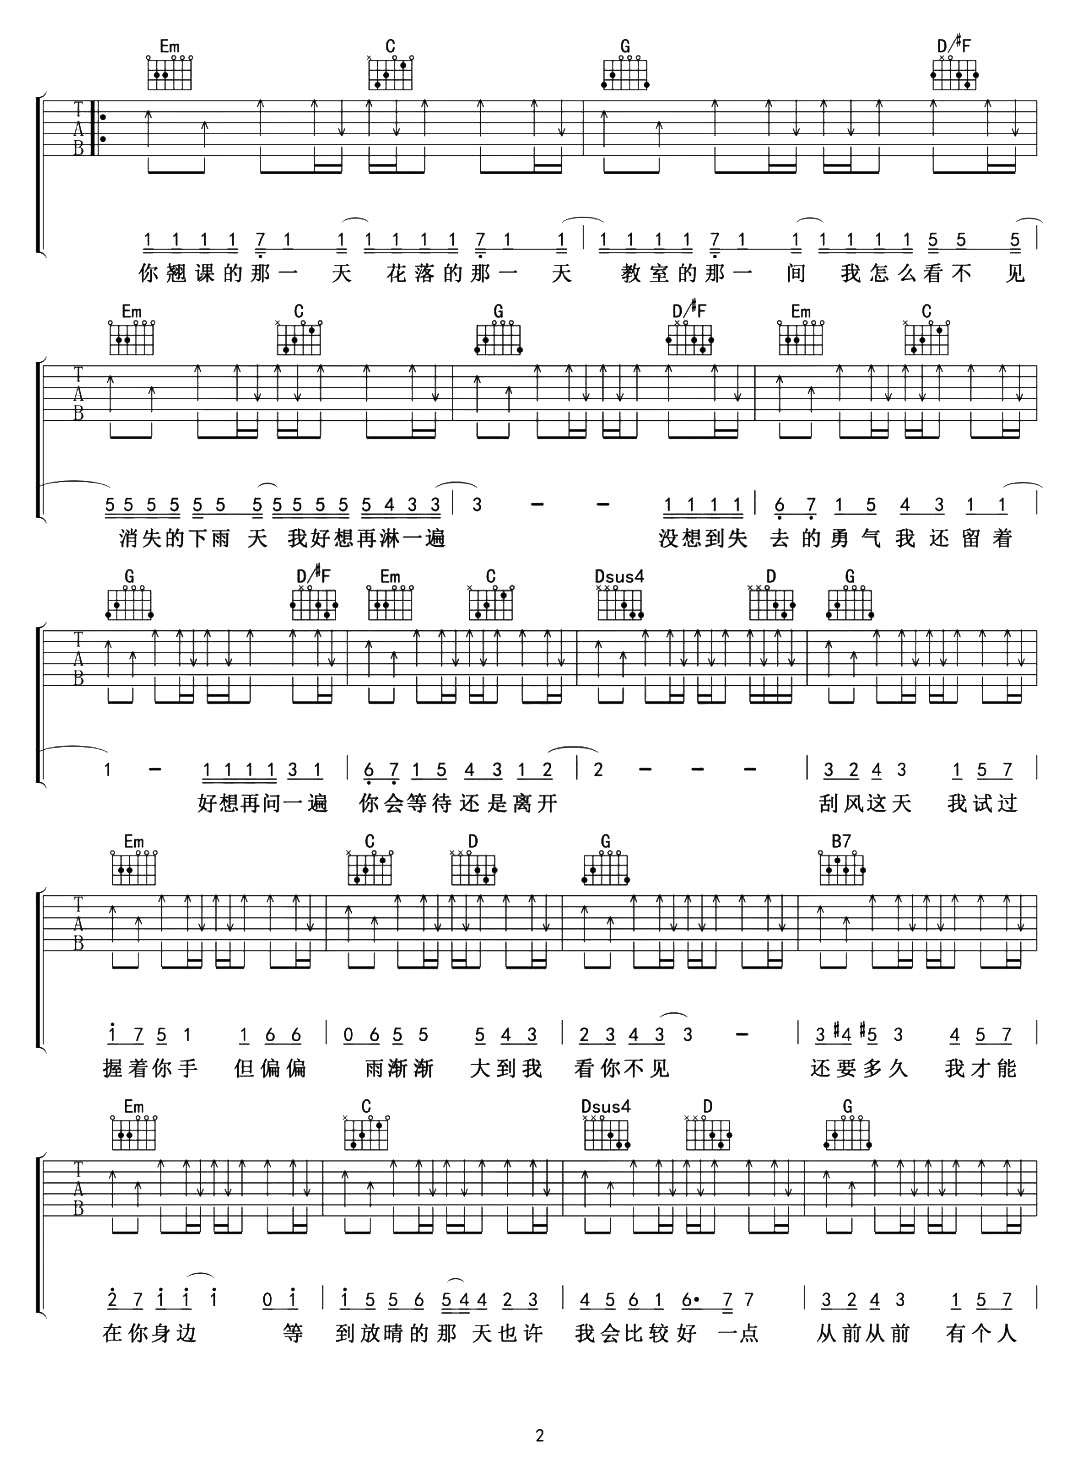 Em C G D/#F
T
A
B
1 1 1 1 7 1 1 1 1 1 1 7 1 1 1 1 1 1 7 1 1 1 1 1 1 5 5 5
你翘课的那一天 花落的那一天 教室的那一间 我怎么看不见
Em C G D/#F Em C
T
A
B
5 5 5 5 5 5 5 5 5 5 5 5 4 3 3 3 – – 1 1 1 1 6 7 1 5 4 3 1 1
消失的下雨天 我好想再淋一遍 没想到失去的勇气我还留着
G D/#F Em C Dsus4 D G
T
A
B
1 – 1 1 1 1 3 1 6 7 1 5 4 3 1 2 2 – – – 3 2 4 3 1 5 7
好想再问一遍 你会等待还是离开 刮风这天 我试过
Em C D G B7
T
A
B
1 7 5 1 1 6 6 0 6 5 5 5 4 3 2 3 4 3 3 – 3 #4 #5 3 4 5 7
握着你手 但偏偏 雨渐渐 大到我 看你不见 还要多久 我才能
Em C Dsus4 D G
T
A
B
2 7 1 1 1 0 1 1 5 5 6 5 4 4 2 3 4 5 6 1 6· 7 7 3 2 4 3 1 5 7
在你身边 等到放晴的那天也许 我会比较好一点 从前从前 有个人
2